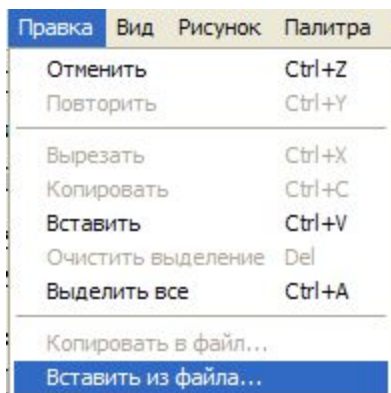 Правка Вид Рисунок Палитра
Отменить Ctrl+Z
Повторить Ctrl+Y
Вырезать Ctrl+X
Копировать Ctrl+C
Вставить Ctrl+V
Очистить выделение Del
Выделить все Ctrl+A
Копировать в файл...
Вставить из файла...